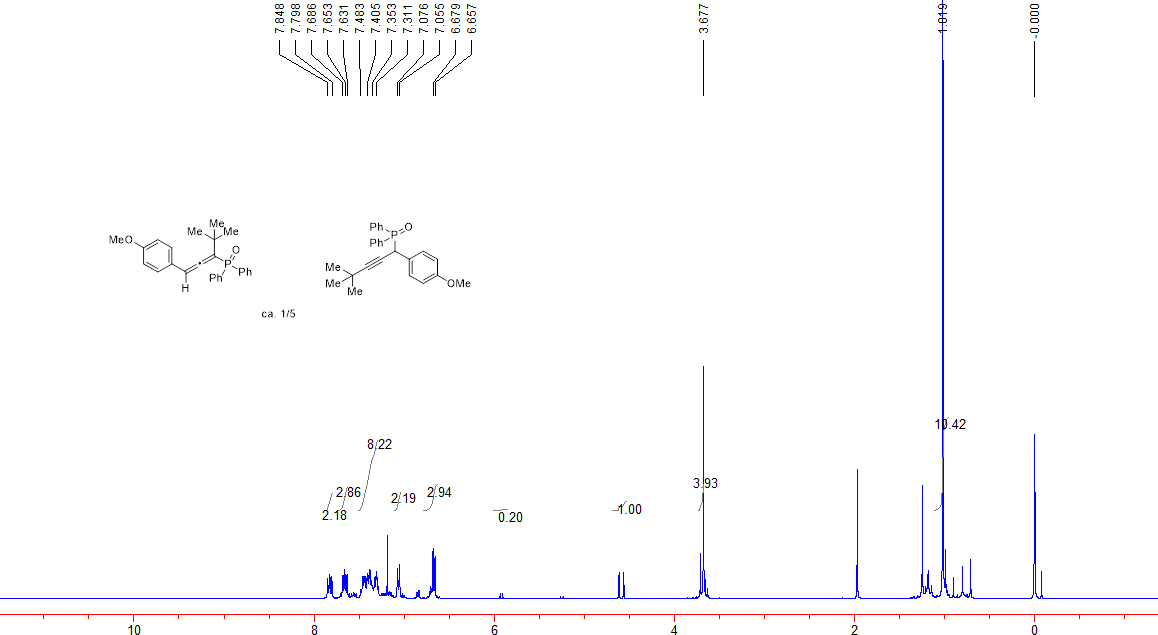 7.848
7.798
7.686
7.653
7.631
7.483
7.405
7.353
7.311
7.076
7.055
6.679
6.657
3.677
1.019
-0.000
Me
MeO
Me
Me
O
P
Ph
Ph
H
Ph
O
P
Ph
Me
Me
Me
OMe
ca. 1/5
10.42
8.22
3.93
2.86
2.94
2.19
2.18
0.20
1.00
10
8
6
4
2
0